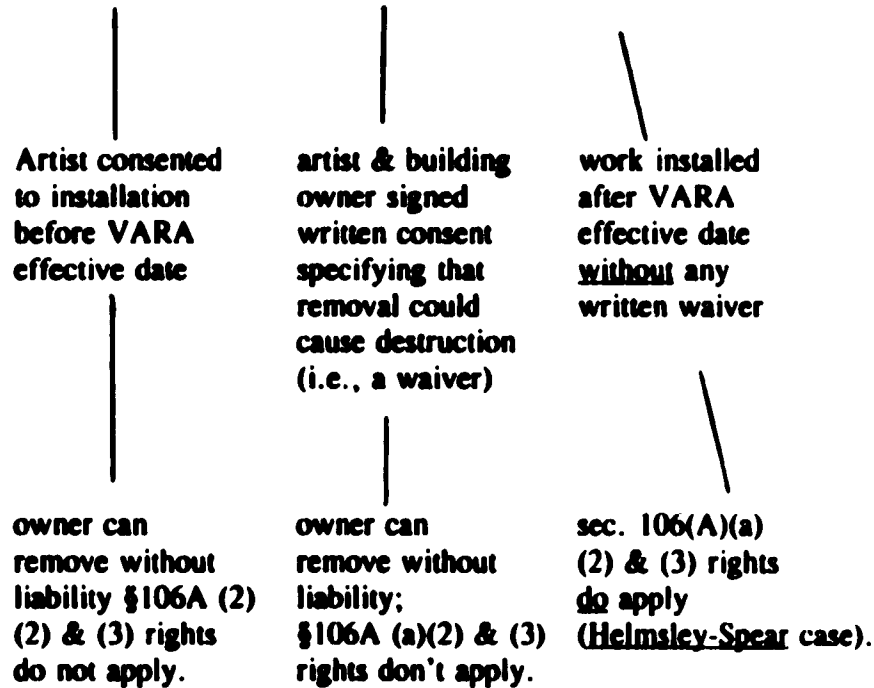 Artist consented
to installation
before VARA
effective date
artist & building
owner signed
written consent
specifying that
removal could
cause destruction
(i.e., a waiver)
work installed
after VARA
effective date
without any
written waiver
owner can
remove without
liability §106A (2)
(2) & (3) rights
do not apply.
owner can
remove without
liability;
§106A (a)(2) & (3)
rights don't apply.
sec. 106(A)(a)
(2) & (3) rights
do apply
(Helmsley-Spear case).